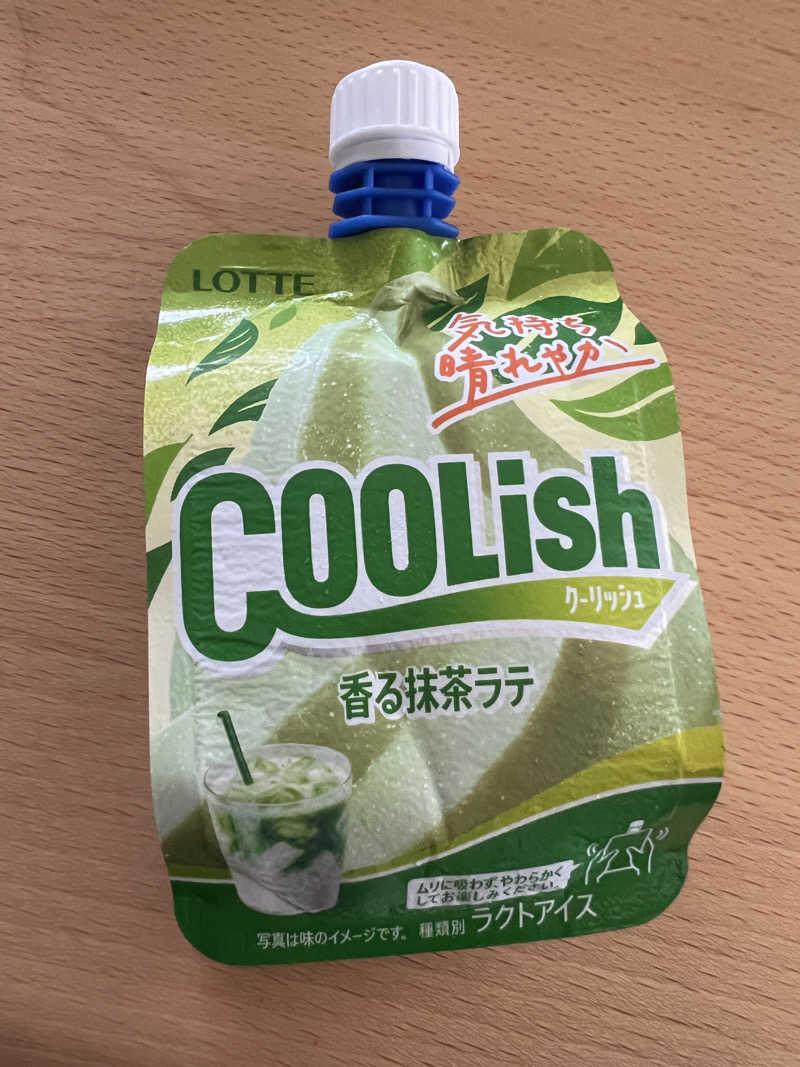 LOTTE
気持ち
晴れやか
COOLish
クーリッシュ
香る抹茶ラテ
ムリに吸わず、やわらかく
してお楽しみください。
写真は味のイメージです。 種類別 ラクトアイス